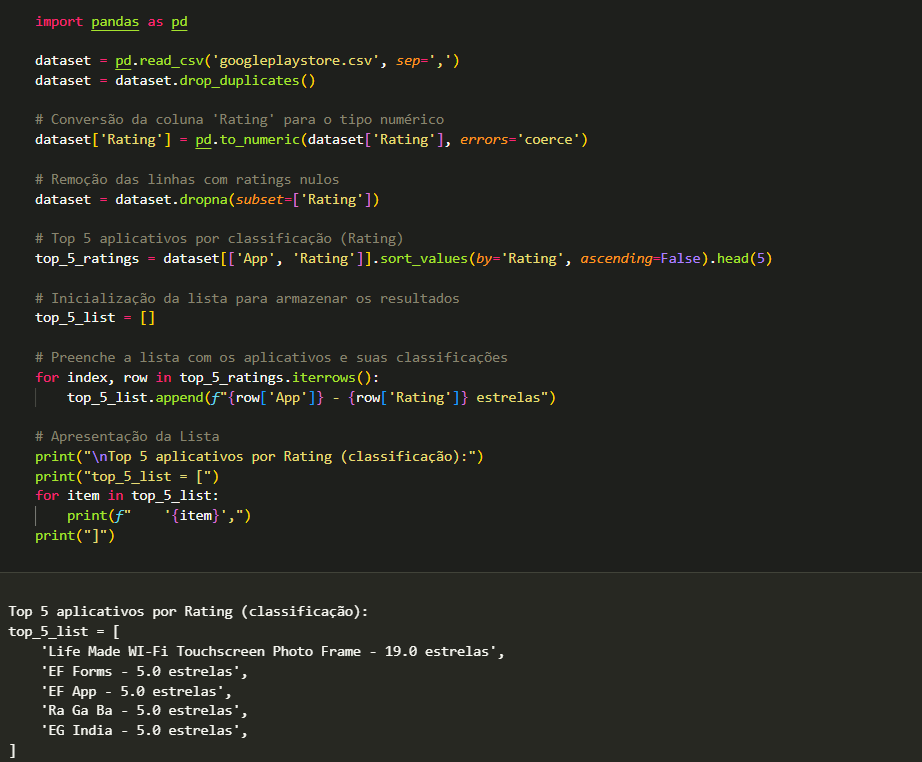 import pandas as pd
dataset = pd.read_csv('googleplaystore.csv', sep=',')
dataset = dataset.drop_duplicates()
# Conversão da coluna 'Rating' para o tipo numérico
dataset['Rating'] = pd.to_numeric(dataset['Rating'], errors='coerce')
# Remoção das linhas com ratings nulos
dataset = dataset.dropna(subset=['Rating'])
# Top 5 aplicativos por classificação (Rating)
top_5_ratings = dataset[['App', 'Rating']].sort_values(by='Rating', ascending=False).head(5)
# Inicialização da lista para armazenar os resultados
top_5_list = []
# Preenche a lista com os aplicativos e suas classificações
for index, row in top_5_ratings.iterrows():
    top_5_list.append(f"{row['App']} - {row['Rating']} estrelas")
# Apresentação da Lista
print("\nTop 5 aplicativos por Rating (classificação):")
print("top_5_list = [")
for item in top_5_list:
    print(f"    '{item}',")
print("]")
Top 5 aplicativos por Rating (classificação):
top_5_list = [
    'Life Made WI-Fi Touchscreen Photo Frame - 19.0 estrelas',
    'EF Forms - 5.0 estrelas',
    'EF App - 5.0 estrelas',
    'Ra Ga Ba - 5.0 estrelas',
    'EG India - 5.0 estrelas',
]